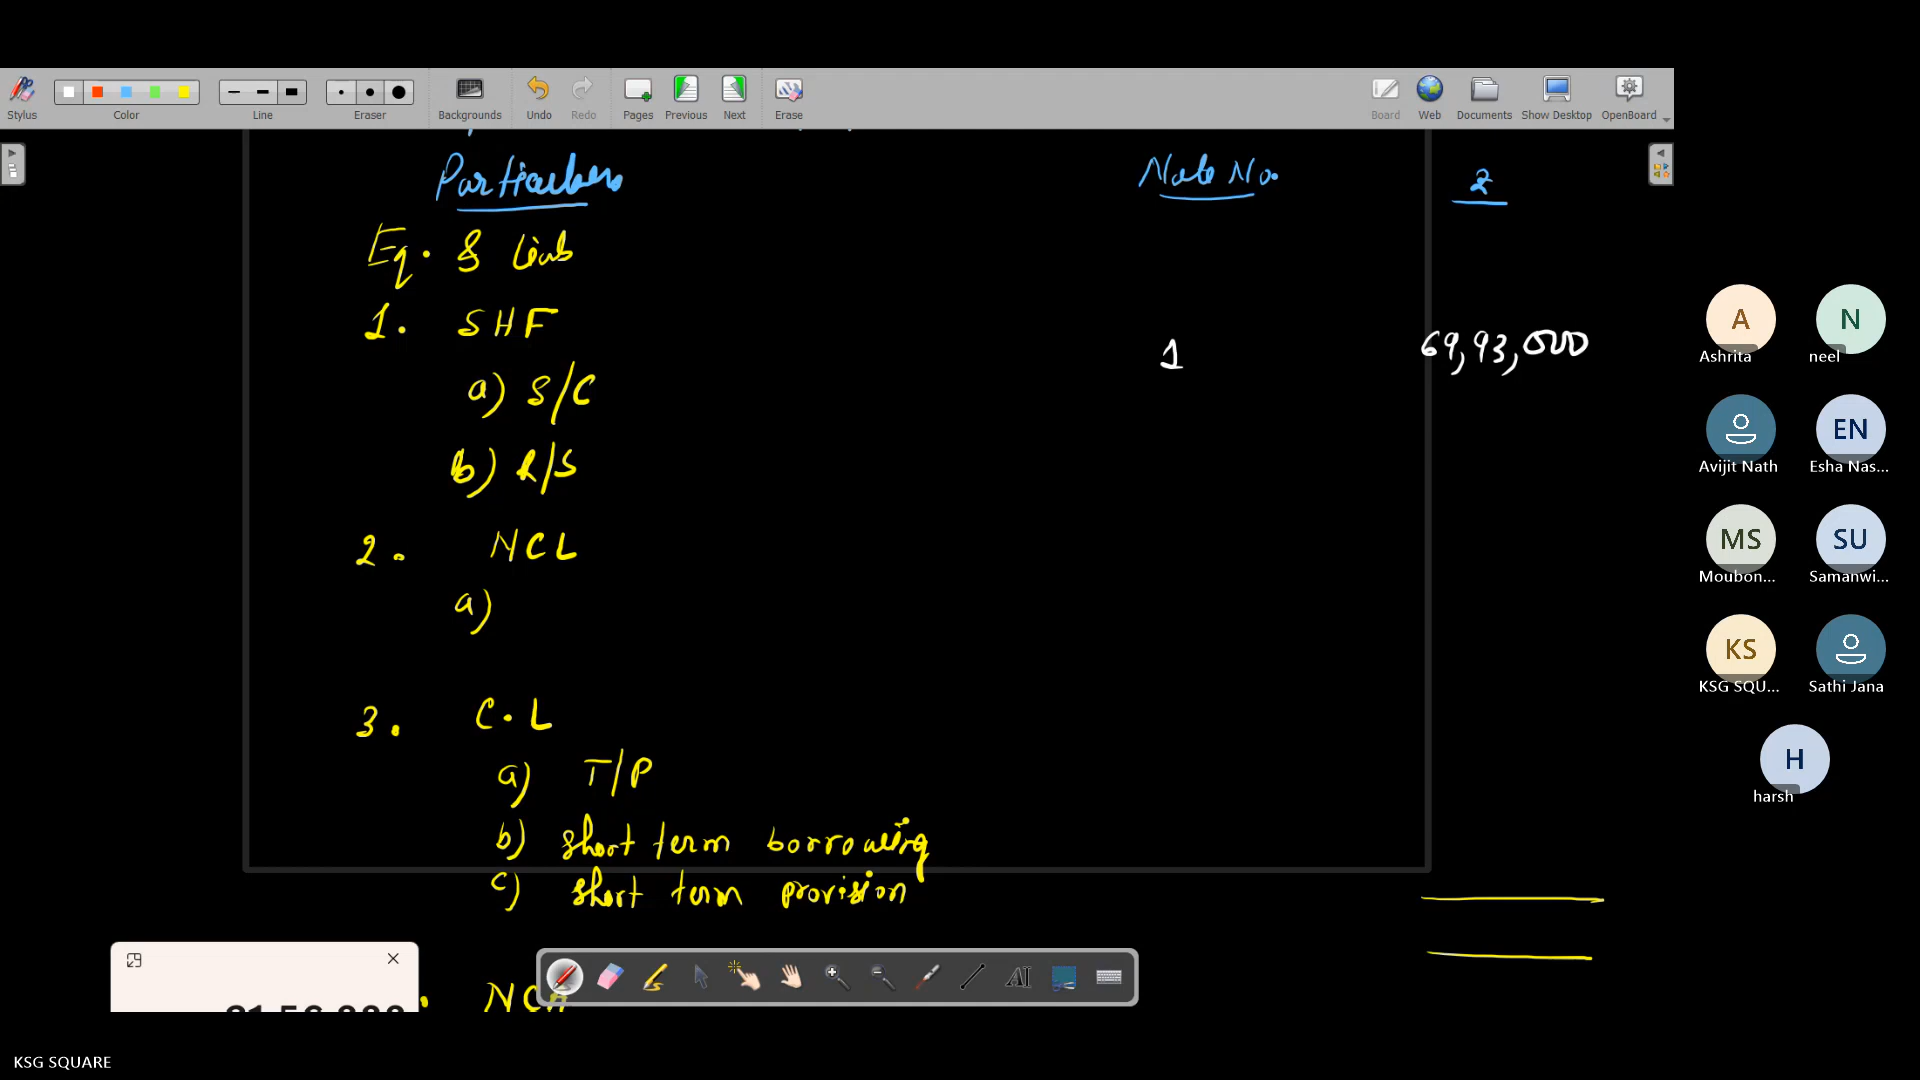 Stylus Color Line Eraser Backgrounds Undo Redo Pages Previous Next Erase Board Web Documents Show Desktop OpenBoard
Particulars Note No. 2
Eq. & Liab
1. SHF
a) S/C 1 69,93,000
b) R/S
2. NCL
a)
3. C.L
a) T/P
b) Short term borrowing
c) Short term provision
NCA
A N
Ashrita neel
EN
Avijit Nath Esha Nas...
MS SU
Moubon... Samanwi...
KS
KSG SQU... Sathi Jana
H
harsh
KSG SQUARE